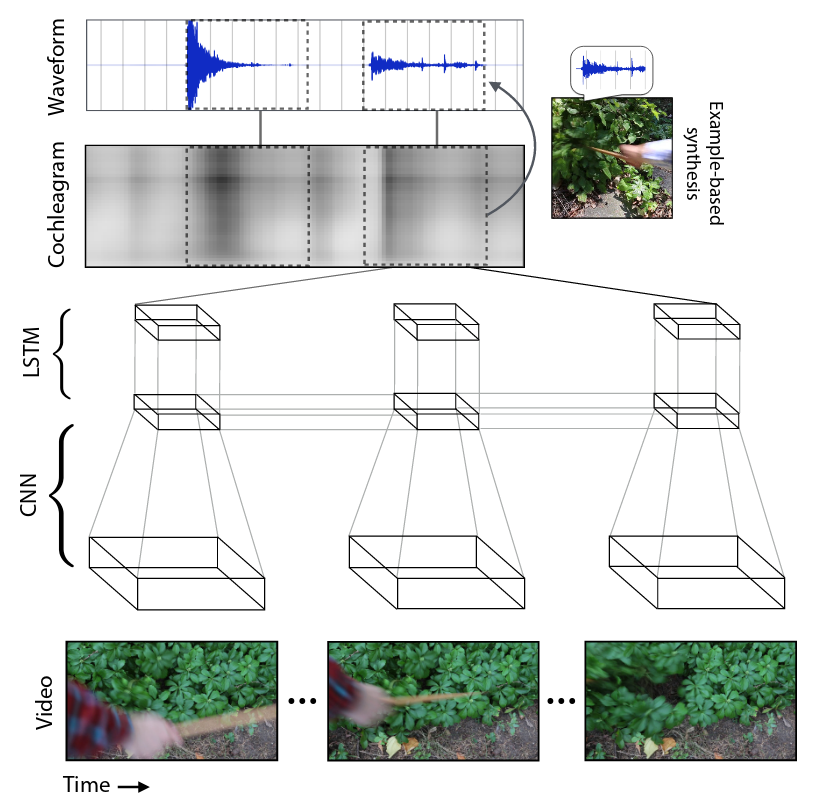 Waveform
Example-based
synthesis
Cochleagram
LSTM
CNN
Video
Time